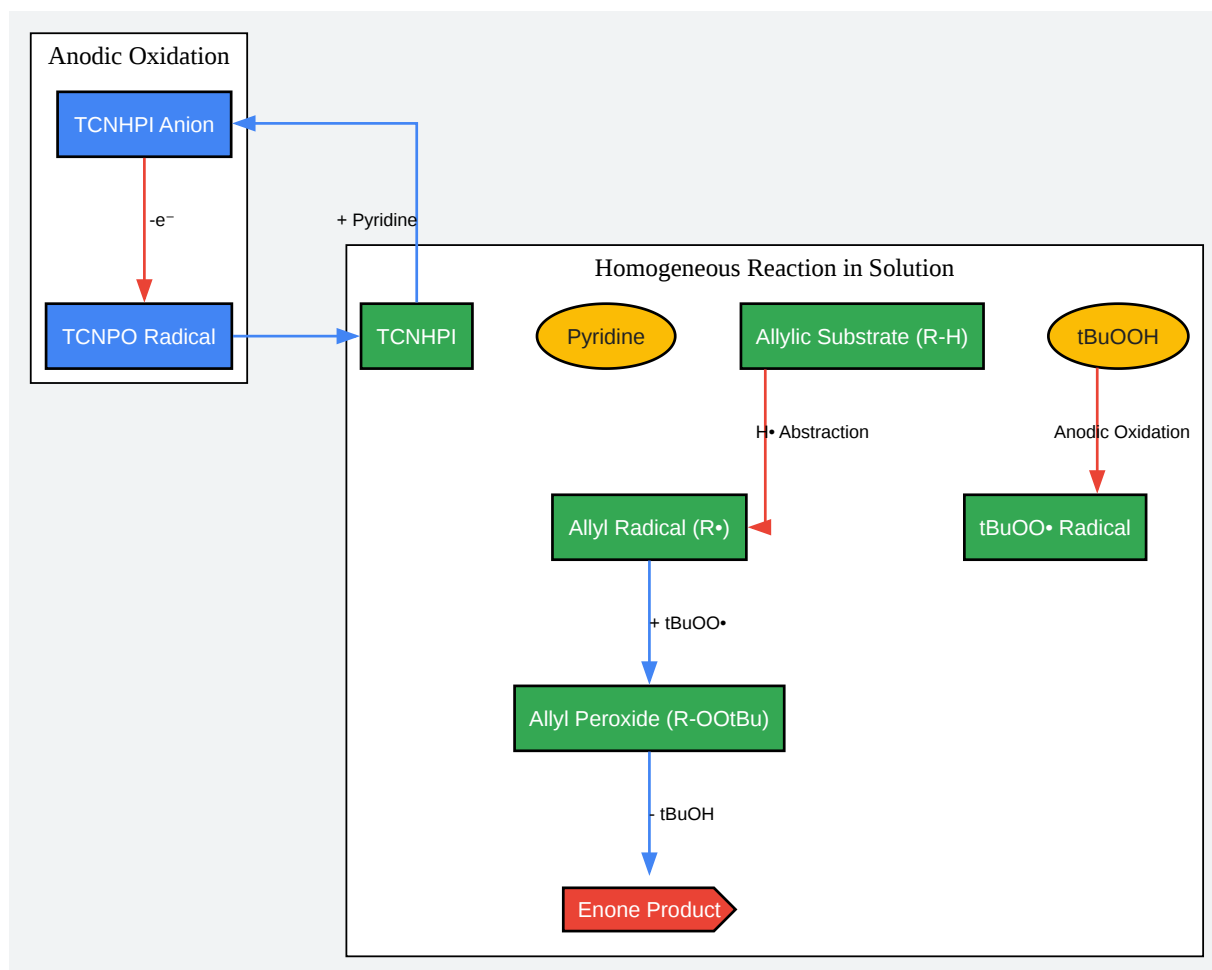 Anodic Oxidation
TCNHPI Anion
-e⁻
+ Pyridine
TCNPO Radical
Homogeneous Reaction in Solution
TCNHPI
Pyridine
Allylic Substrate (R-H)
tBuOOH
H• Abstraction
Anodic Oxidation
Allyl Radical (R•)
tBuOO• Radical
+ tBuOO•
Allyl Peroxide (R-OOtBu)
- tBuOH
Enone Product